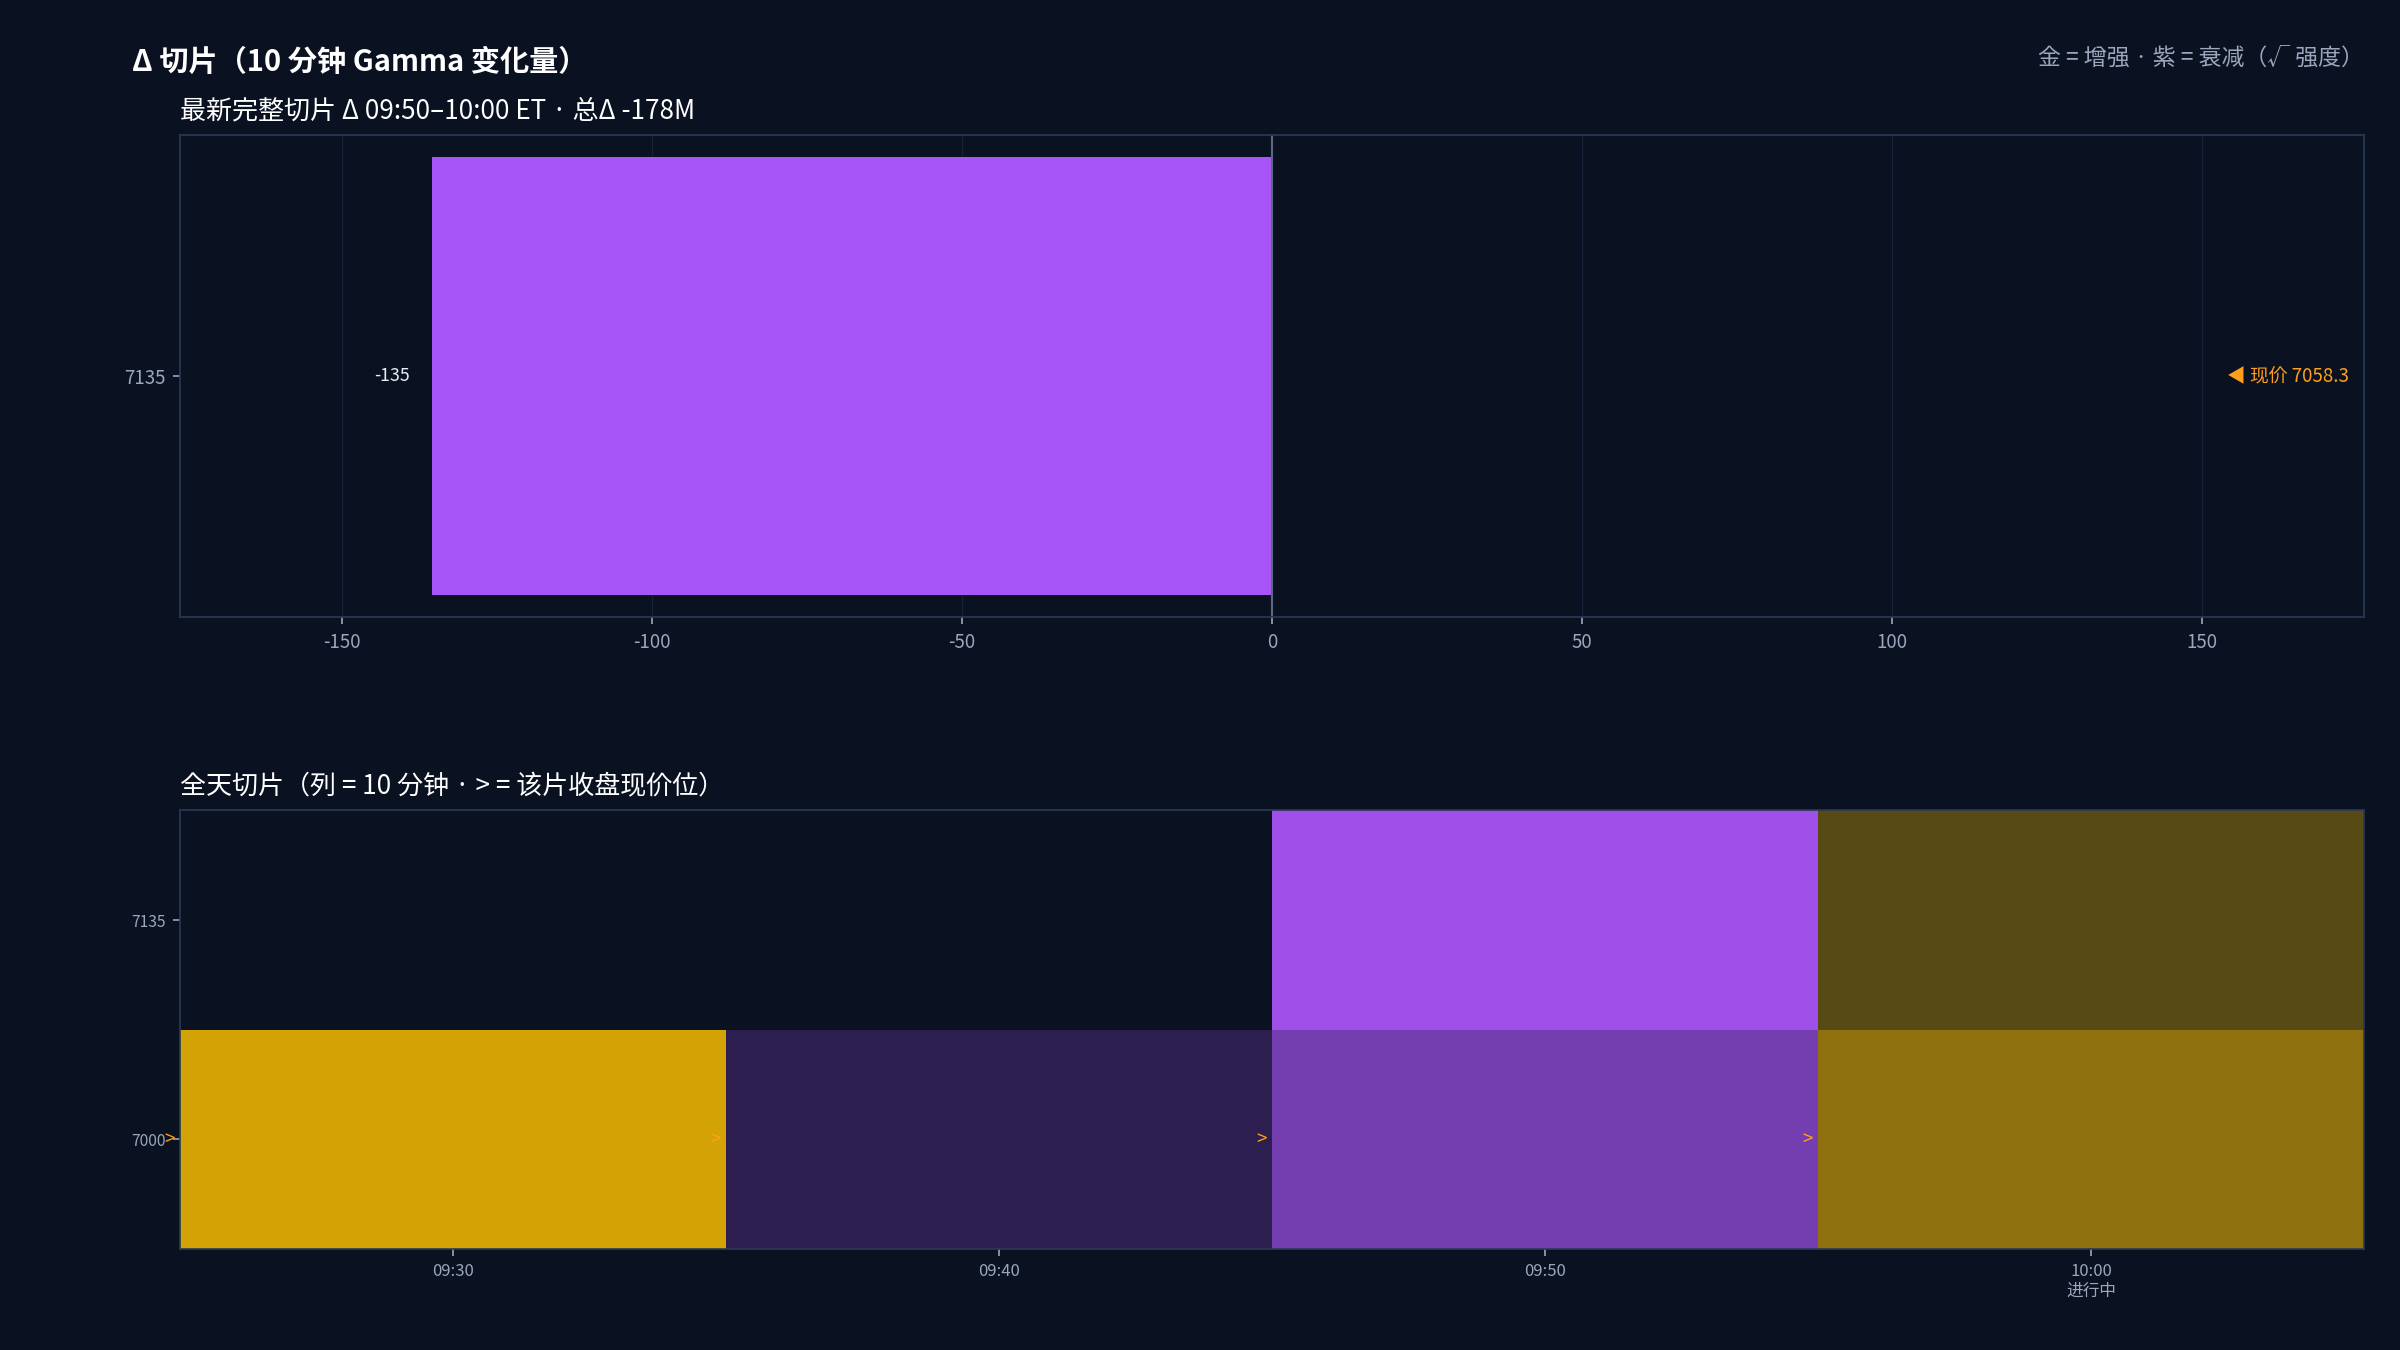 Δ 切片（10 分钟 Gamma 变化量）
金 = 增强 · 紫 = 衰减（√ 强度）
最新完整切片 Δ 09:50–10:00 ET · 总Δ -178M
7135
-135
◀ 现价 7058.3
-150 -100 -50 0 50 100 150
全天切片（列 = 10 分钟 · > = 该片收盘现价位）
7135
7000 > > > >
09:30 09:40 09:50 10:00
进行中